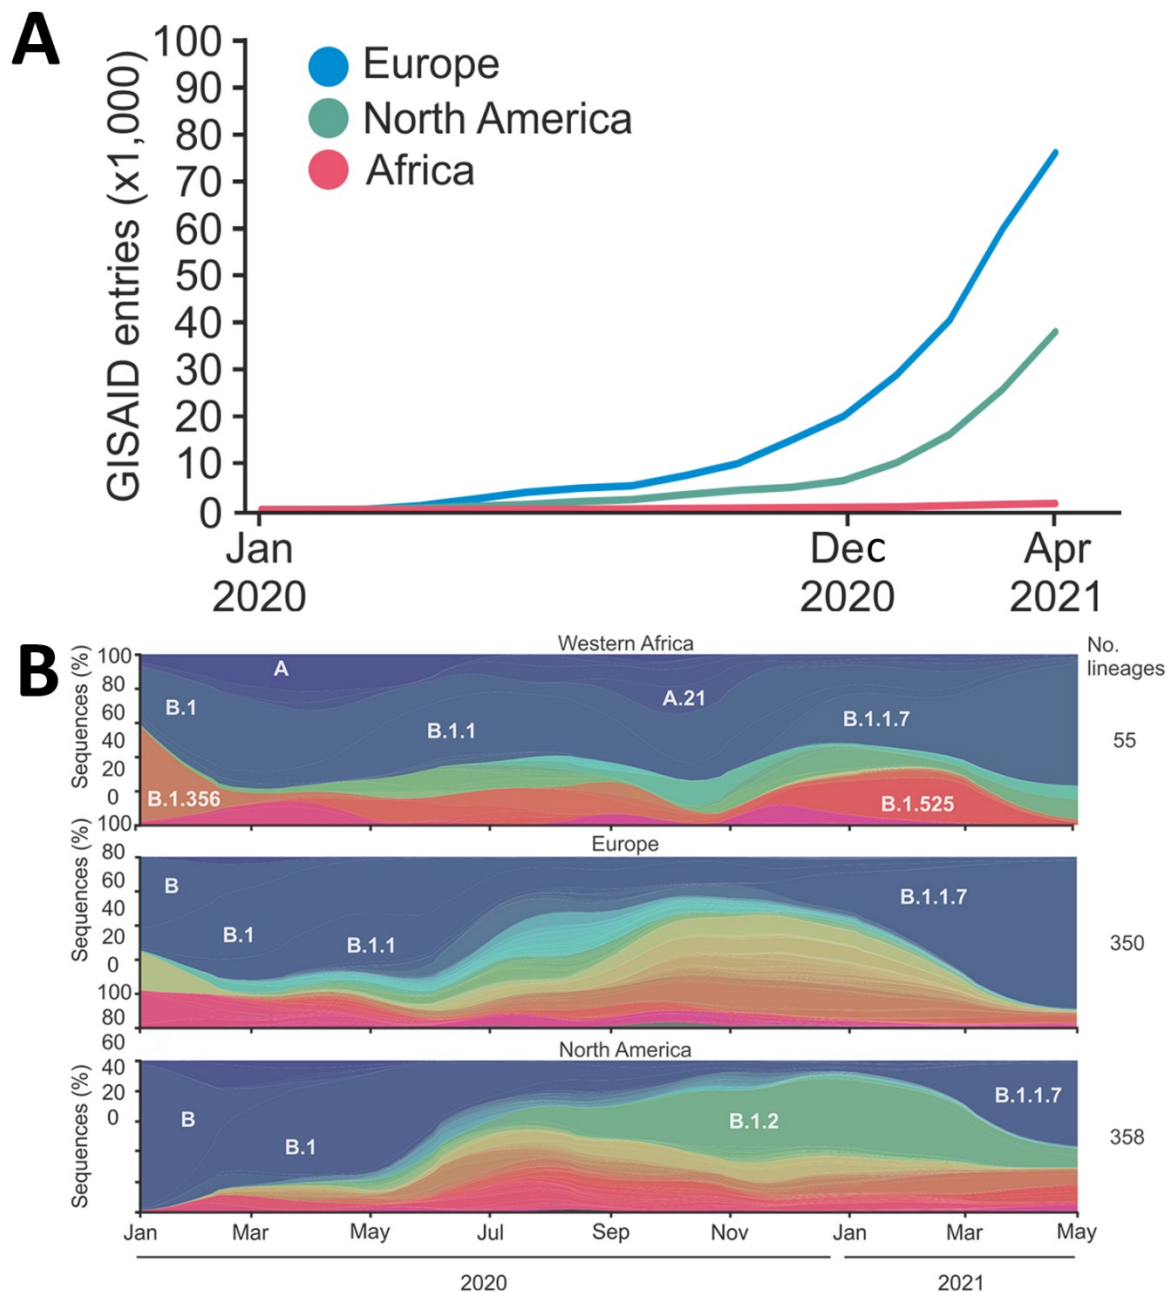 A
GISAID entries (x1,000)
100
90
80
70
60
50
40
30
20
10
0
Europe
North America
Africa
Jan
2020
Dec
2020
Apr
2021
B
Western Africa
No.
lineages
Sequences (%)
100
80
60
40
20
0
A
B.1
B.1.1
A.21
B.1.1.7
B.1.356
B.1.525
55
Europe
Sequences (%)
100
80
60
40
20
0
B
B.1
B.1.1
B.1.1.7
350
North America
Sequences (%)
100
80
60
40
20
0
B
B.1
B.1.2
B.1.1.7
358
Jan
Mar
May
Jul
Sep
Nov
Jan
Mar
May
2020
2021